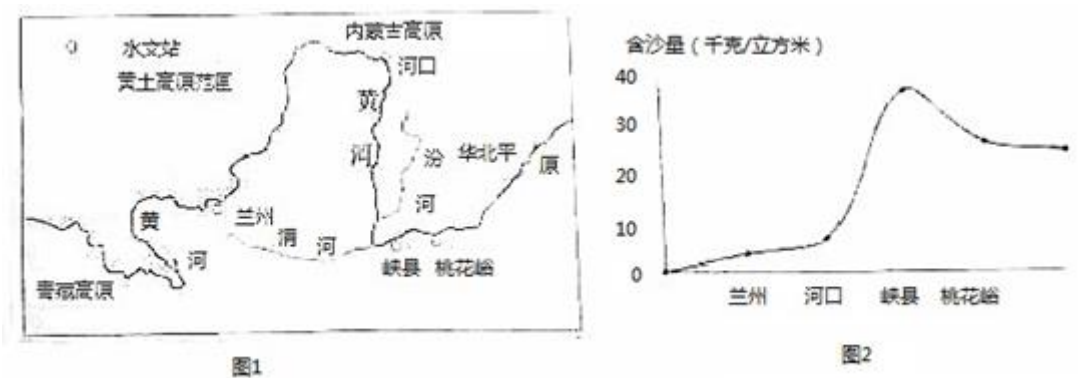 内蒙古高原
水文站
黄土高原范围
河口
黄
河
汾
河
华北平
原
黄
河
兰州
渭
河
峡县
桃花峪
青藏高原
图1
含沙量（千克/立方米）
40
30
20
10
0
兰州
河口
峡县
桃花峪
图2